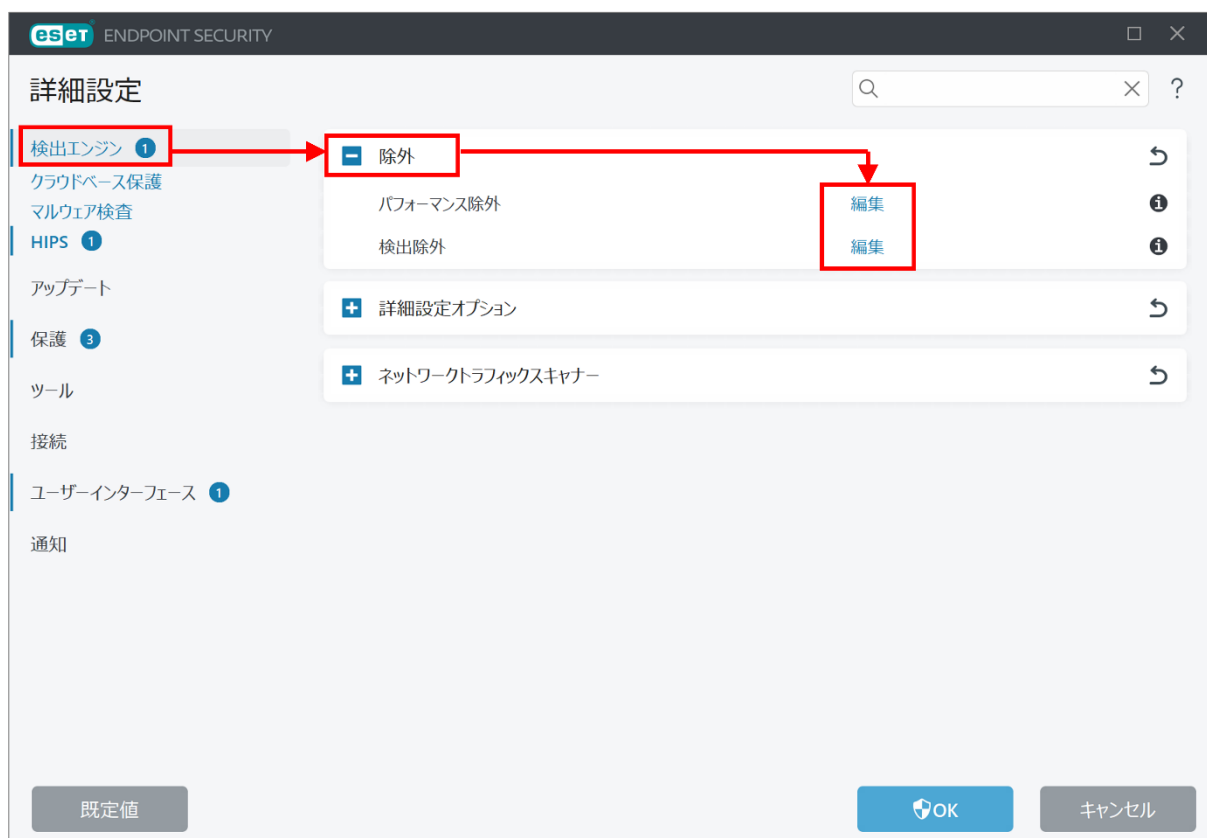 eset ENDPOINT SECURITY
詳細設定
?
検出エンジン 1
クラウドベース保護
マルウェア検査
HIPS 1
アップデート
保護 3
ツール
接続
ユーザーインターフェース 1
通知
除外
パフォーマンス除外 編集
検出除外 編集
詳細設定オプション
ネットワークトラフィックスキャナー
既定値
OK
キャンセル